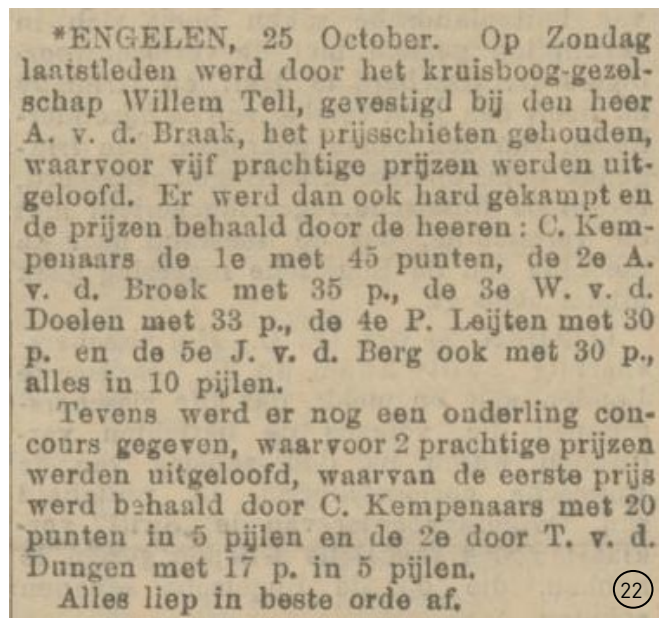 *ENGELEN, 25 October. Op Zondag
laatstleden werd door het kruisboog-gezel-
schap Willem Tell, gevestigd bij den heer
A. v. d. Braak, het prijsschieten gehouden,
waarvoor vijf prachtige prijzen werden uit-
geloofd. Er werd dan ook hard gekampt en
de prijzen behaald door de heeren : C. Kem-
penaars de 1e met 45 punten, de 2e A.
v. d. Broek met 35 p., de 3e W. v. d.
Doelen met 33 p., de 4e P. Leijten met 30
p. en de 5e J. v. d. Berg ook met 30 p.,
alles in 10 pijlen.
Tevens werd er nog een onderling con-
cours gegeven, waarvoor 2 prachtige prijzen
werden uitgeloofd, waarvan de eerste prijs
werd behaald door C. Kempenaars met 20
punten in 5 pijlen en de 2e door T. v. d.
Dungen met 17 p. in 5 pijlen.
Alles liep in beste orde af.
22